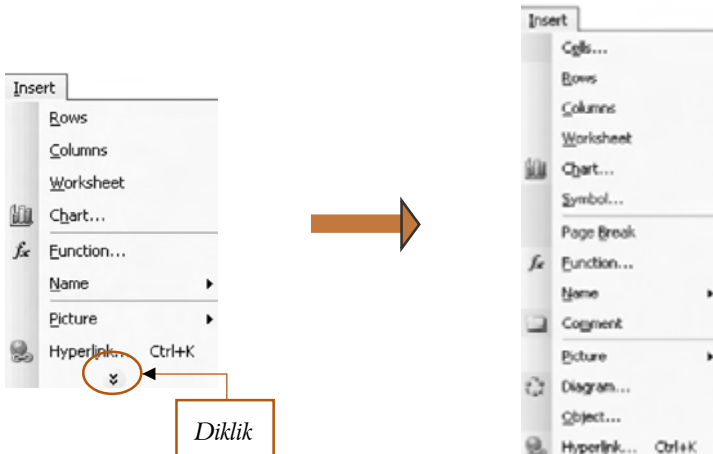 Insert
Rows
Columns
Worksheet
Chart...
Function...
Name
Picture
Hyperlink... Ctrl+K
Diklik
Insert
Cells...
Rows
Columns
Worksheet
Chart...
Symbol...
Page Break
Function...
Name
Comment
Picture
Diagram...
Object...
Hyperlink... Ctrl+K